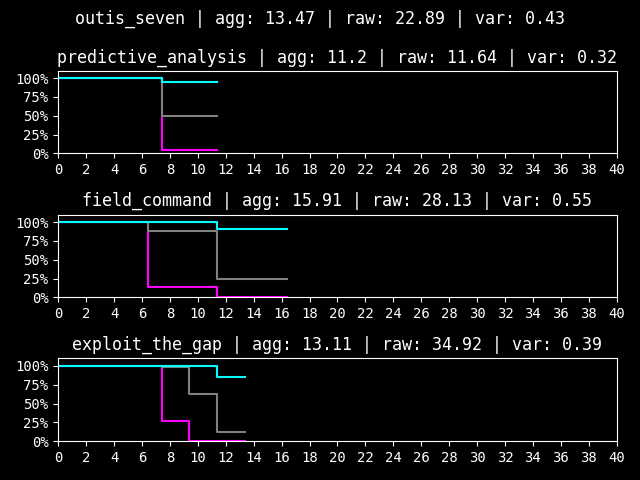 outis_seven | agg: 13.47 | raw: 22.89 | var: 0.43
predictive_analysis | agg: 11.2 | raw: 11.64 | var: 0.32
100%
75%
50%
25%
0%
0 2 4 6 8 10 12 14 16 18 20 22 24 26 28 30 32 34 36 38 40
field_command | agg: 15.91 | raw: 28.13 | var: 0.55
100%
75%
50%
25%
0%
0 2 4 6 8 10 12 14 16 18 20 22 24 26 28 30 32 34 36 38 40
exploit_the_gap | agg: 13.11 | raw: 34.92 | var: 0.39
100%
75%
50%
25%
0%
0 2 4 6 8 10 12 14 16 18 20 22 24 26 28 30 32 34 36 38 40